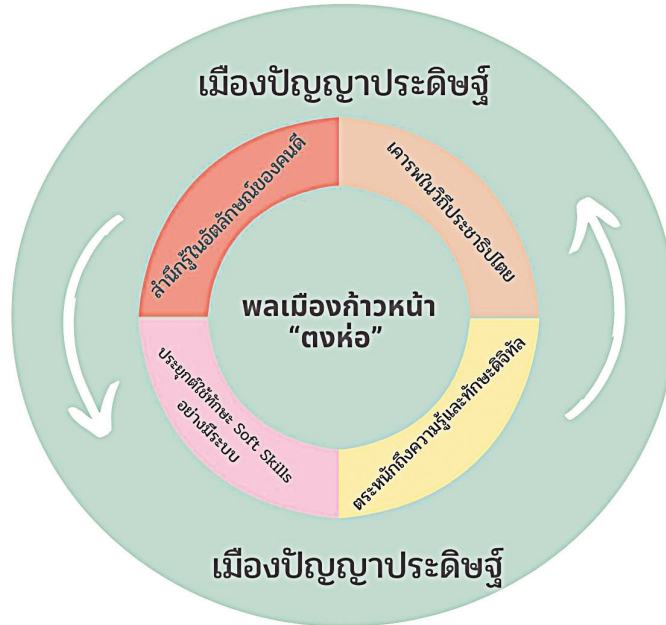 เมืองปัญญาประดิษฐ์
สำนึกรู้ในอัตลักษณ์ของคนดี
เคารพในวิถีประชาธิปไตย
พลเมืองก้าวหน้า
“ตงห่อ”
ประยุกต์ใช้ทักษะ Soft Skills
อย่างมีระบบ
ตระหนักถึงความรู้และทักษะดิจิทัล
เมืองปัญญาประดิษฐ์